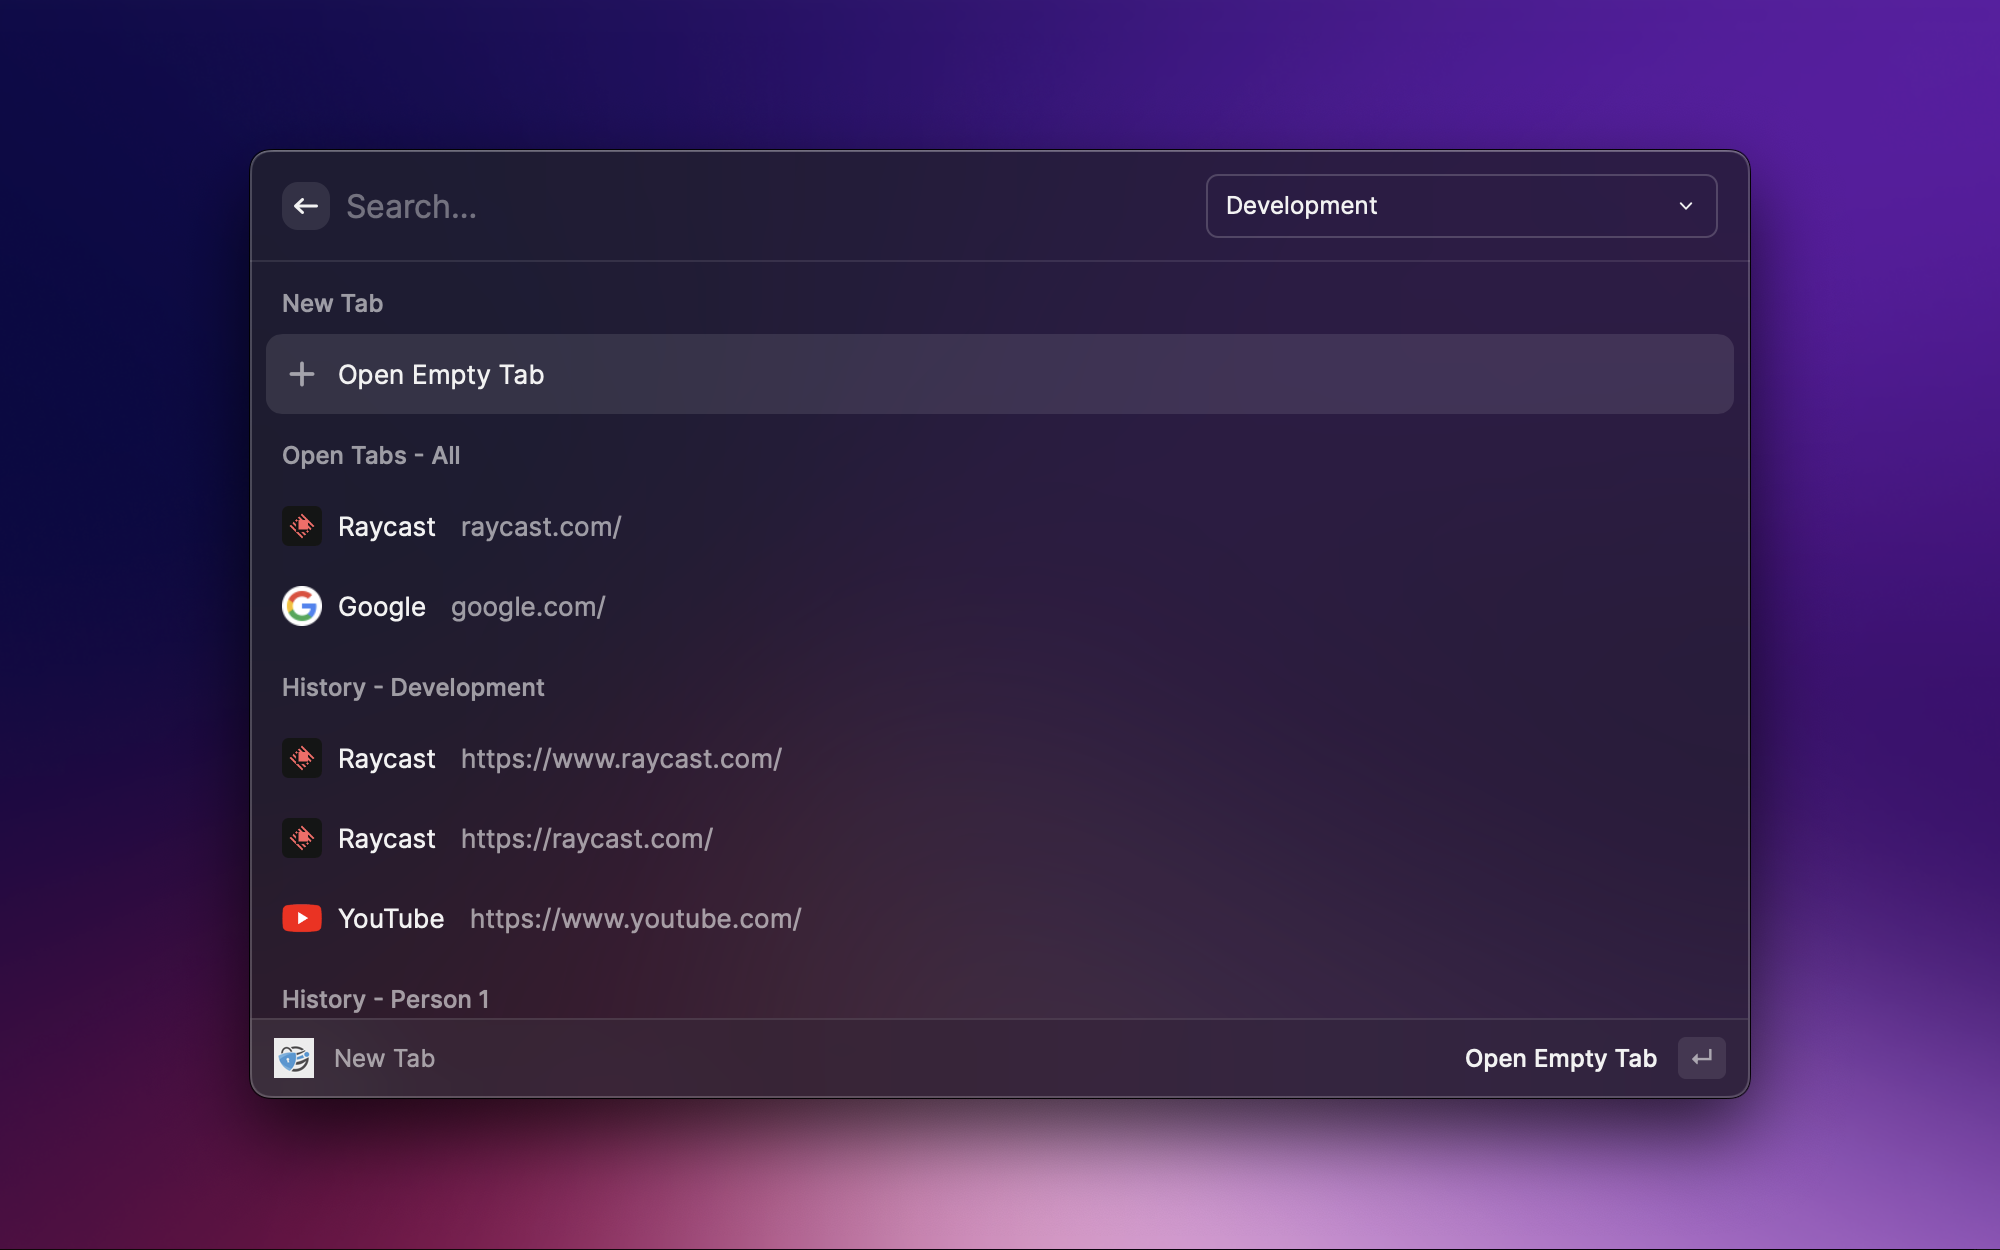 Search...
Development
New Tab
Open Empty Tab
Open Tabs - All
Raycast raycast.com/
Google google.com/
History - Development
Raycast https://www.raycast.com/
Raycast https://raycast.com/
YouTube https://www.youtube.com/
History - Person 1
New Tab
Open Empty Tab